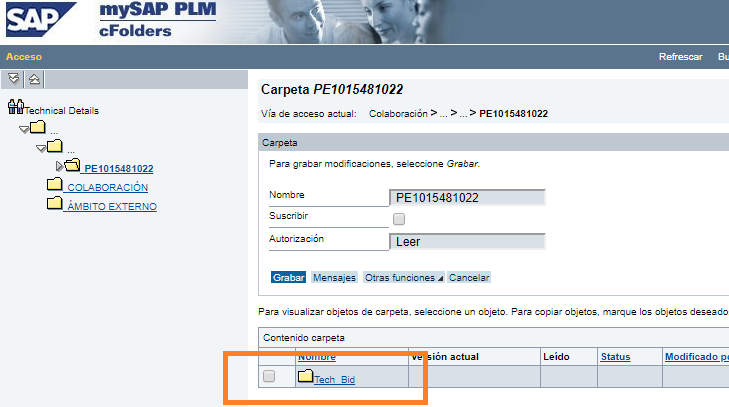 SAP
mySAP PLM
cFolders
Acceso
Refrescar
Bu
Technical Details
...
...
PE1015481022
COLABORACIÓN
ÁMBITO EXTERNO
Carpeta PE1015481022
Vía de acceso actual: Colaboración > ... > ... > PE1015481022
Carpeta
Para grabar modificaciones, seleccione Grabar.
Nombre PE1015481022
Suscribir
Autorización Leer
Grabar Mensajes Otras funciones Cancelar
Para visualizar objetos de carpeta, seleccione un objeto. Para copiar objetos, marque los objetos deseado
Contenido carpeta
Nombre Versión actual Leído Status Modificado po
Tech_Bid